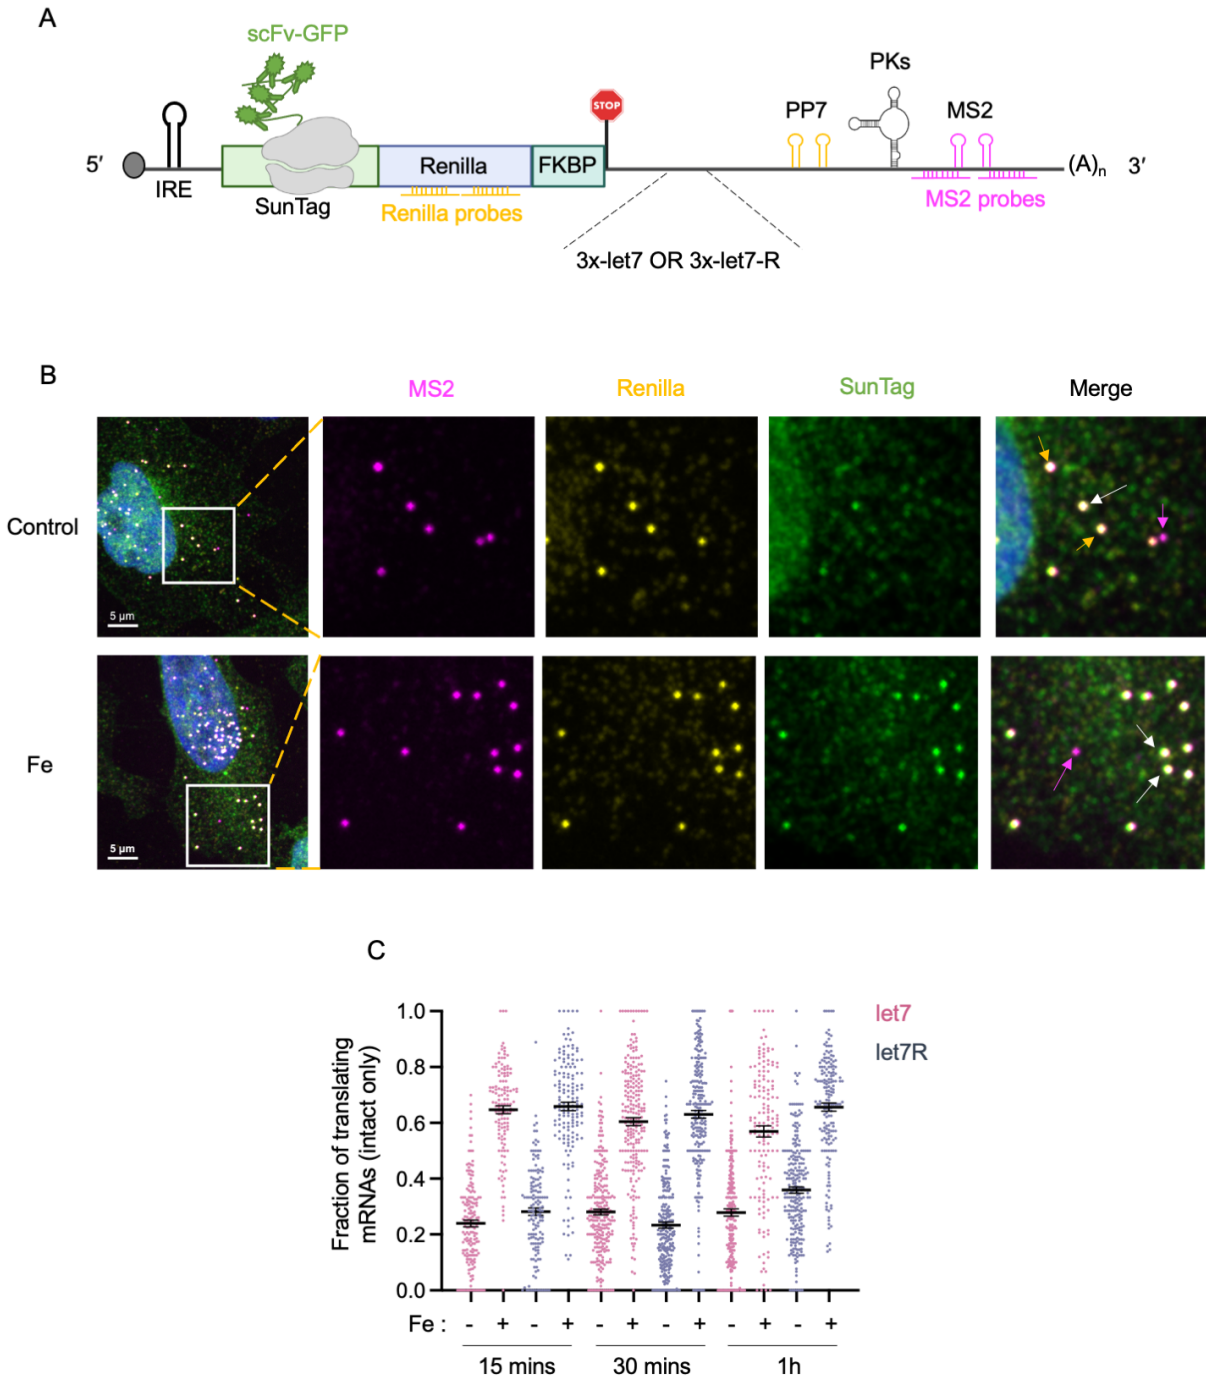 A
scFv-GFP
PKs
STOP
PP7
MS2
5′
IRE
SunTag
Renilla
FKBP
(A)n
3′
Renilla probes
MS2 probes
3x-let7 OR 3x-let7-R
B
MS2
Renilla
SunTag
Merge
Control
5 µm
Fe
5 µm
C
let7
let7R
Fraction of translating
mRNAs (intact only)
1.0
0.8
0.6
0.4
0.2
0.0
Fe : - + - + - + - + - + - +
15 mins
30 mins
1h